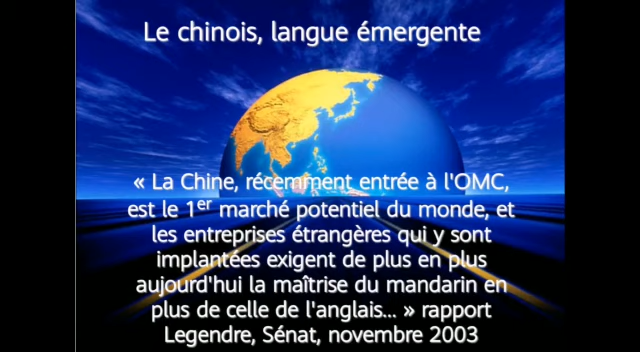 Le chinois, langue émergente
« La Chine, récemment entrée à l'OMC,
est le 1er marché potentiel du monde, et
les entreprises étrangères qui y sont
implantées exigent de plus en plus
aujourd'hui la maîtrise du mandarin en
plus de celle de l'anglais... » rapport
Legendre, Sénat, novembre 2003